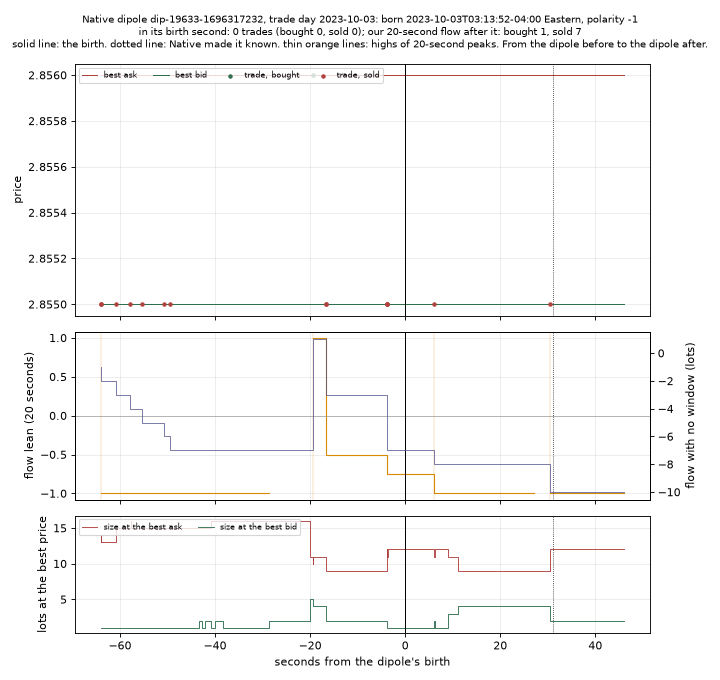 Native dipole dip-19633-1696317232, trade day 2023-10-03: born 2023-10-03T03:13:52-04:00 Eastern, polarity -1
in its birth second: 0 trades (bought 0, sold 0); our 20-second flow after it: bought 1, sold 7
solid line: the birth. dotted line: Native made it known. thin orange lines: highs of 20-second peaks. From the dipole before to the dipole after.
best ask best bid trade, bought trade, sold
2.8560
2.8558
2.8556
2.8554
2.8552
2.8550
price
1.0
0.5
0.0
−0.5
−1.0
flow lean (20 seconds)
0
−2
−4
−6
−8
−10
flow with no window (lots)
size at the best ask size at the best bid
15
10
5
lots at the best price
−60 −40 −20 0 20 40
seconds from the dipole's birth